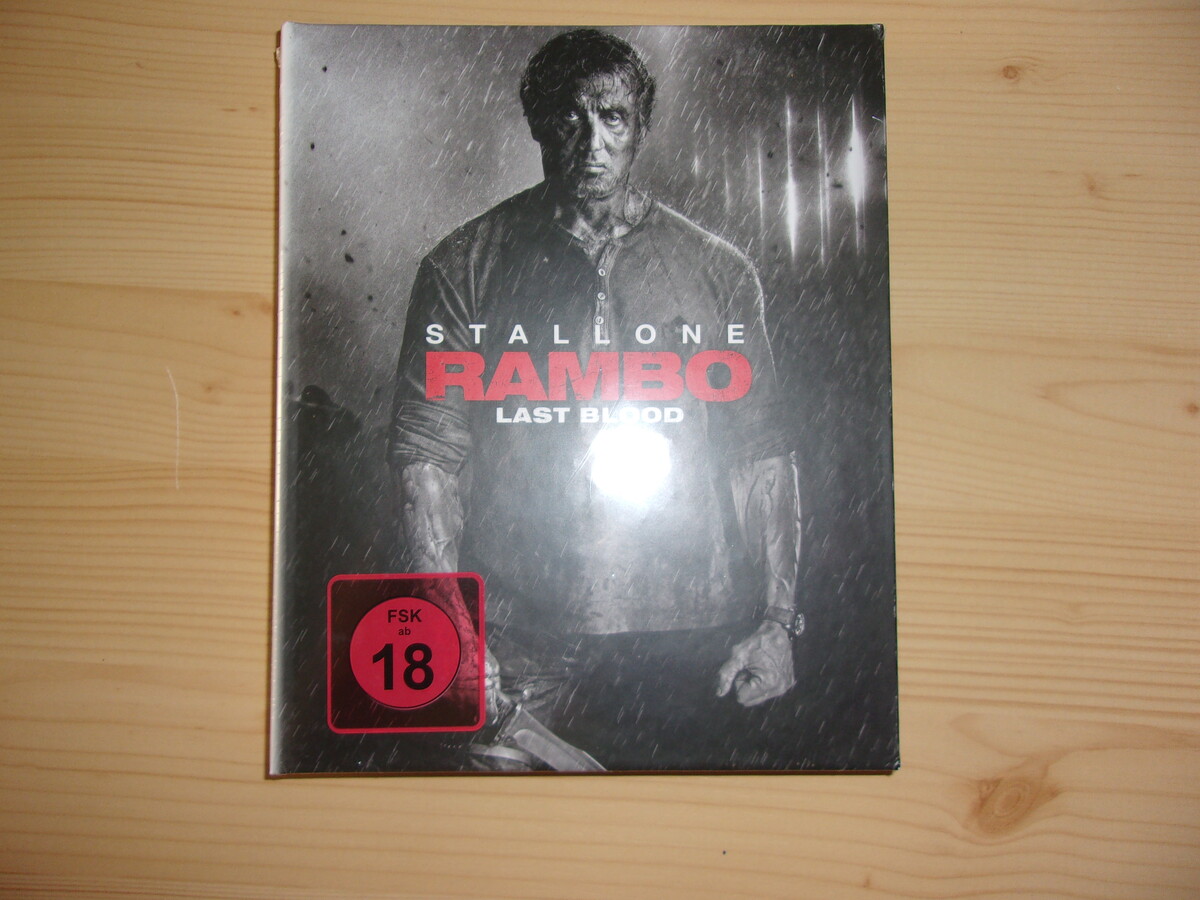 STALLONE
RAMBO
LAST BLOOD
FSK
ab
18